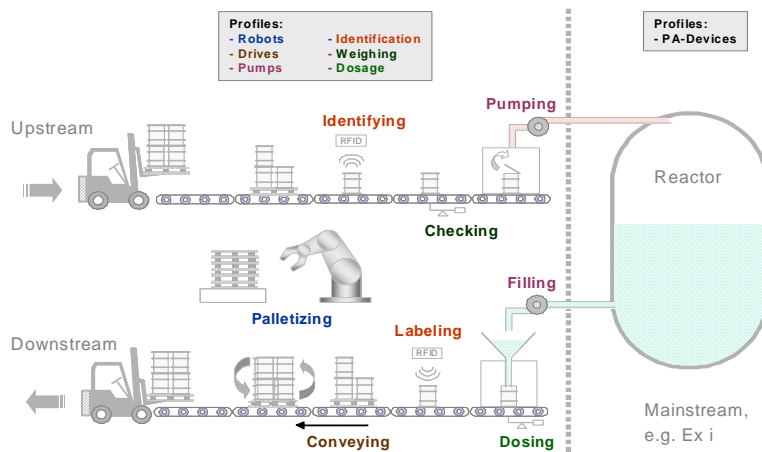 Profiles:
- Robots - Identification
- Drives - Weighing
- Pumps - Dosage
Profiles:
- PA-Devices
Pumping
Identifying
Upstream
RFID
Reactor
Checking
Filling
Palletizing
Labeling
Downstream
RFID
Mainstream,
e.g. Ex i
Conveying
Dosing